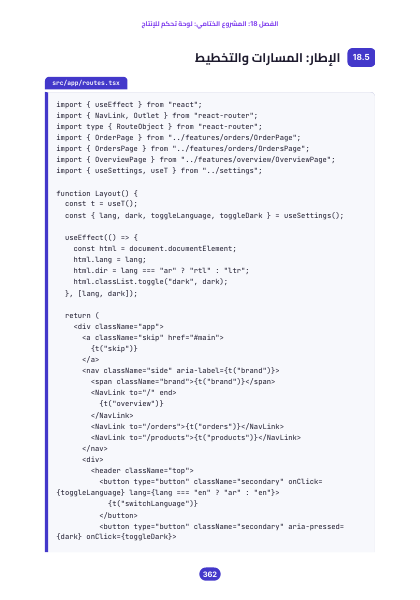 الفصل 18: المشروع الختامي: لوحة تحكم للإنتاج
18.5 الإطار: المسارات والتخطيط
src/app/routes.tsx
import { useEffect } from "react";
import { NavLink, Outlet } from "react-router";
import type { RouteObject } from "react-router";
import { OrderPage } from "../features/orders/OrderPage";
import { OrdersPage } from "../features/orders/OrdersPage";
import { OverviewPage } from "../features/overview/OverviewPage";
import { useSettings, useT } from "../settings";

function Layout() {
  const t = useT();
  const { lang, dark, toggleLanguage, toggleDark } = useSettings();

  useEffect(() => {
    const html = document.documentElement;
    html.lang = lang;
    html.dir = lang === "ar" ? "rtl" : "ltr";
    html.classList.toggle("dark", dark);
  }, [lang, dark]);

  return (
    <div className="app">
      <a className="skip" href="#main">
        {t("skip")}
      </a>
      <nav className="side" aria-label={t("brand")}>
        <span className="brand">{t("brand")}</span>
        <NavLink to="/" end>
          {t("overview")}
        </NavLink>
        <NavLink to="/orders">{t("orders")}</NavLink>
        <NavLink to="/products">{t("products")}</NavLink>
      </nav>
      <div>
        <header className="top">
          <button type="button" className="secondary" onClick=
{toggleLanguage} lang={lang === "en" ? "ar" : "en"}>
            {t("switchLanguage")}
          </button>
          <button type="button" className="secondary" aria-pressed=
{dark} onClick={toggleDark}>
362